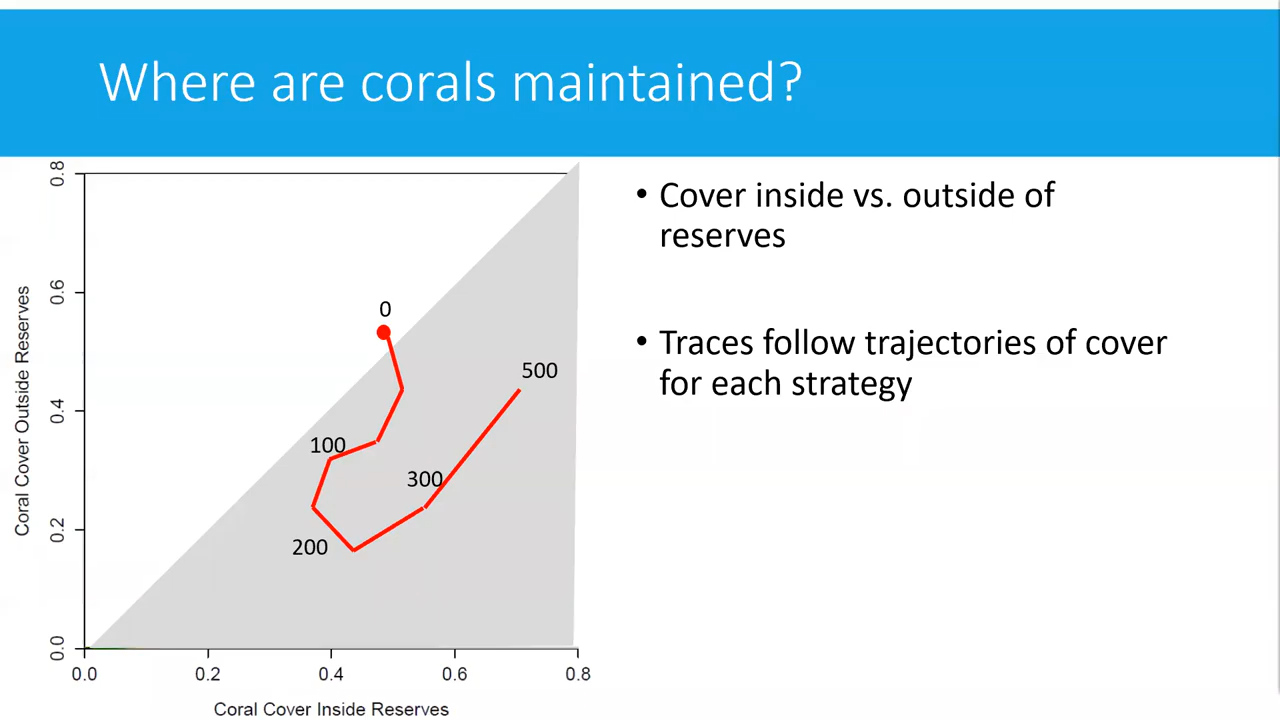 Where are corals maintained?
0.8
0.6
0.4
0.2
0.0
Coral Cover Outside Reserves
0
500
100
300
200
0.0 0.2 0.4 0.6 0.8
Coral Cover Inside Reserves
• Cover inside vs. outside of
reserves
• Traces follow trajectories of cover
for each strategy